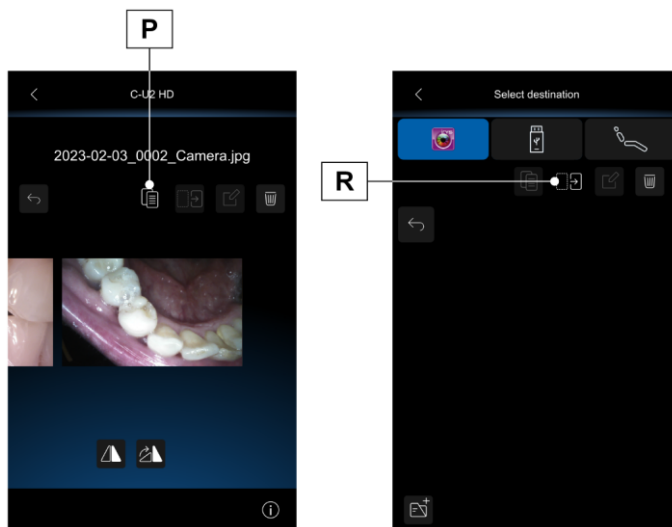 P
C-U2 HD
2023-02-03_0002_Camera.jpg
R
Select destination